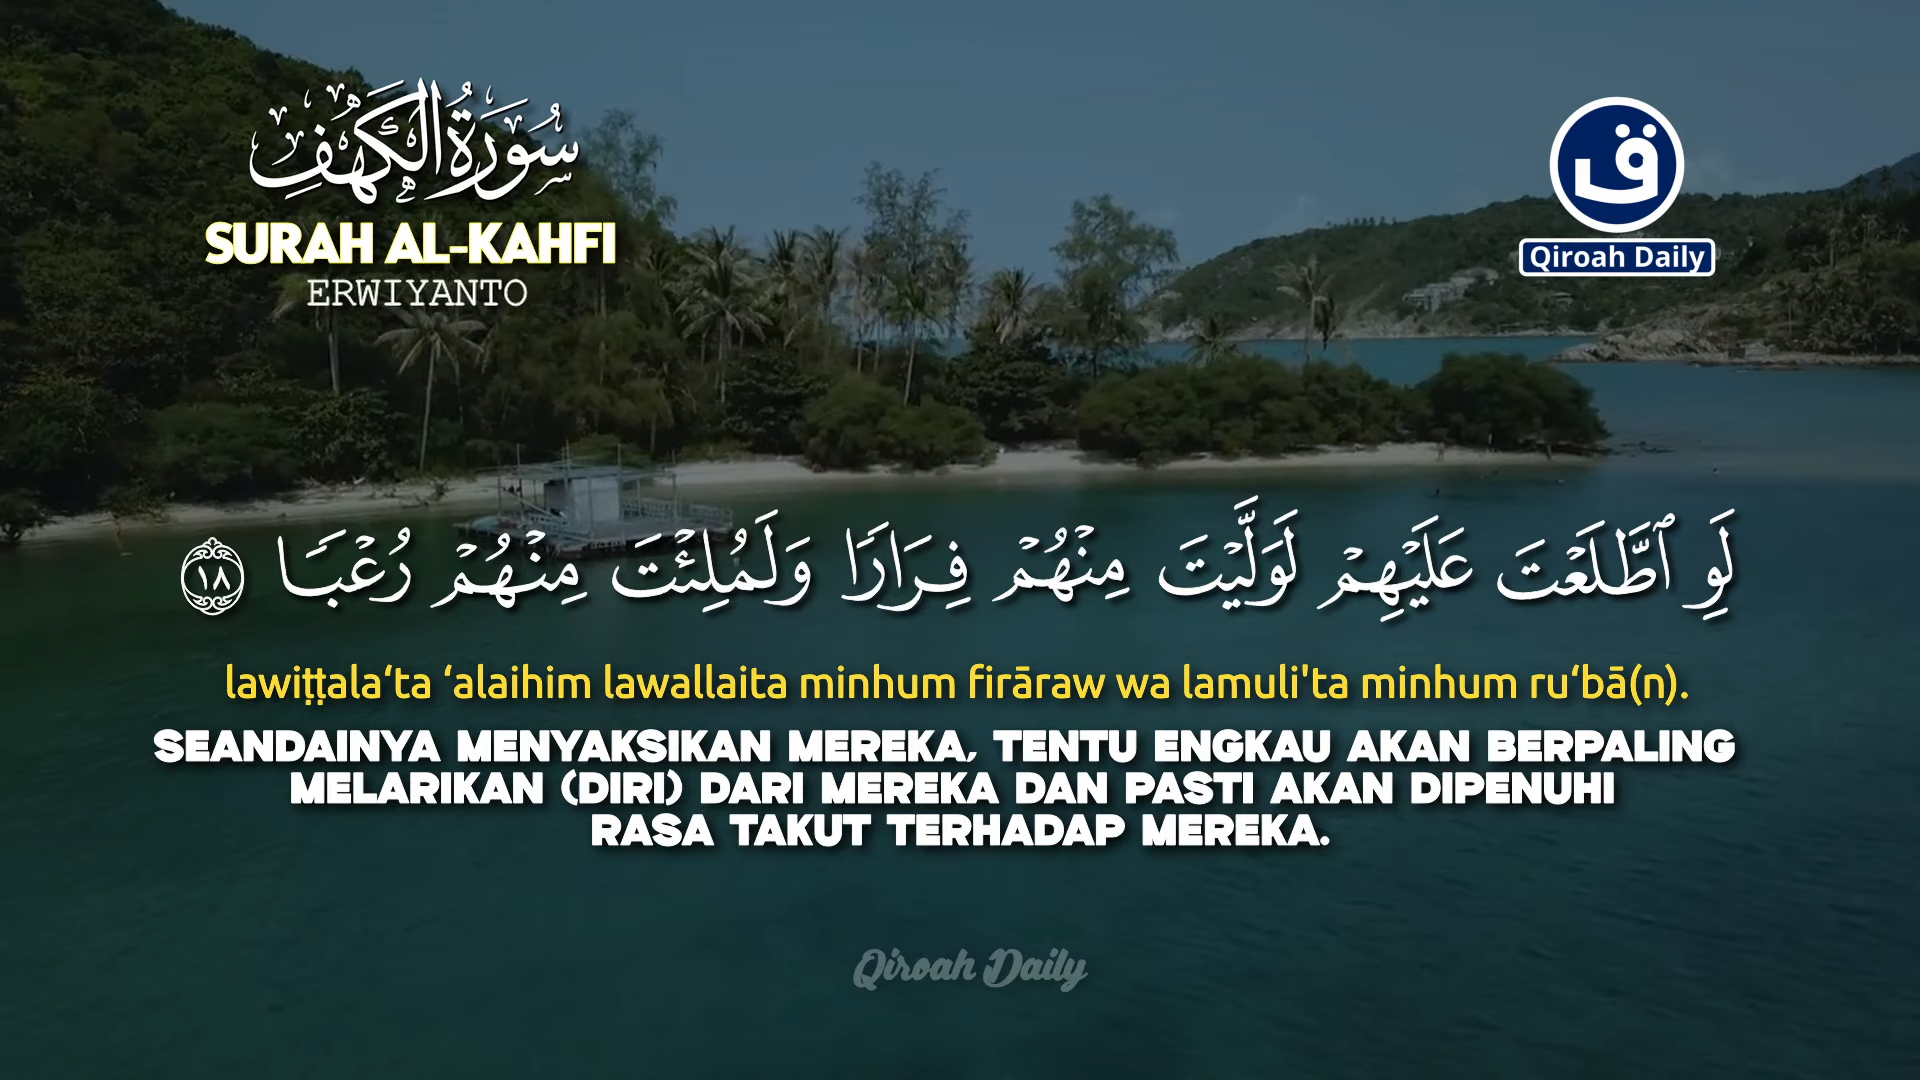 سُورَةُ الْكَهْفِ
SURAH AL-KAHFI
ERWIYANTO
ق
Qiroah Daily
لَوِ ٱطَّلَعْتَ عَلَيْهِمْ لَوَلَّيْتَ مِنْهُمْ فِرَارًا وَلَمُلِئْتَ مِنْهُمْ رُعْبًا ١٨
lawiṭṭala‘ta ‘alaihim lawallaita minhum firāraw wa lamuli'ta minhum ru‘bā(n).
SEANDAINYA MENYAKSIKAN MEREKA, TENTU ENGKAU AKAN BERPALING
MELARIKAN (DIRI) DARI MEREKA DAN PASTI AKAN DIPENUHI
RASA TAKUT TERHADAP MEREKA.
Qiroah Daily